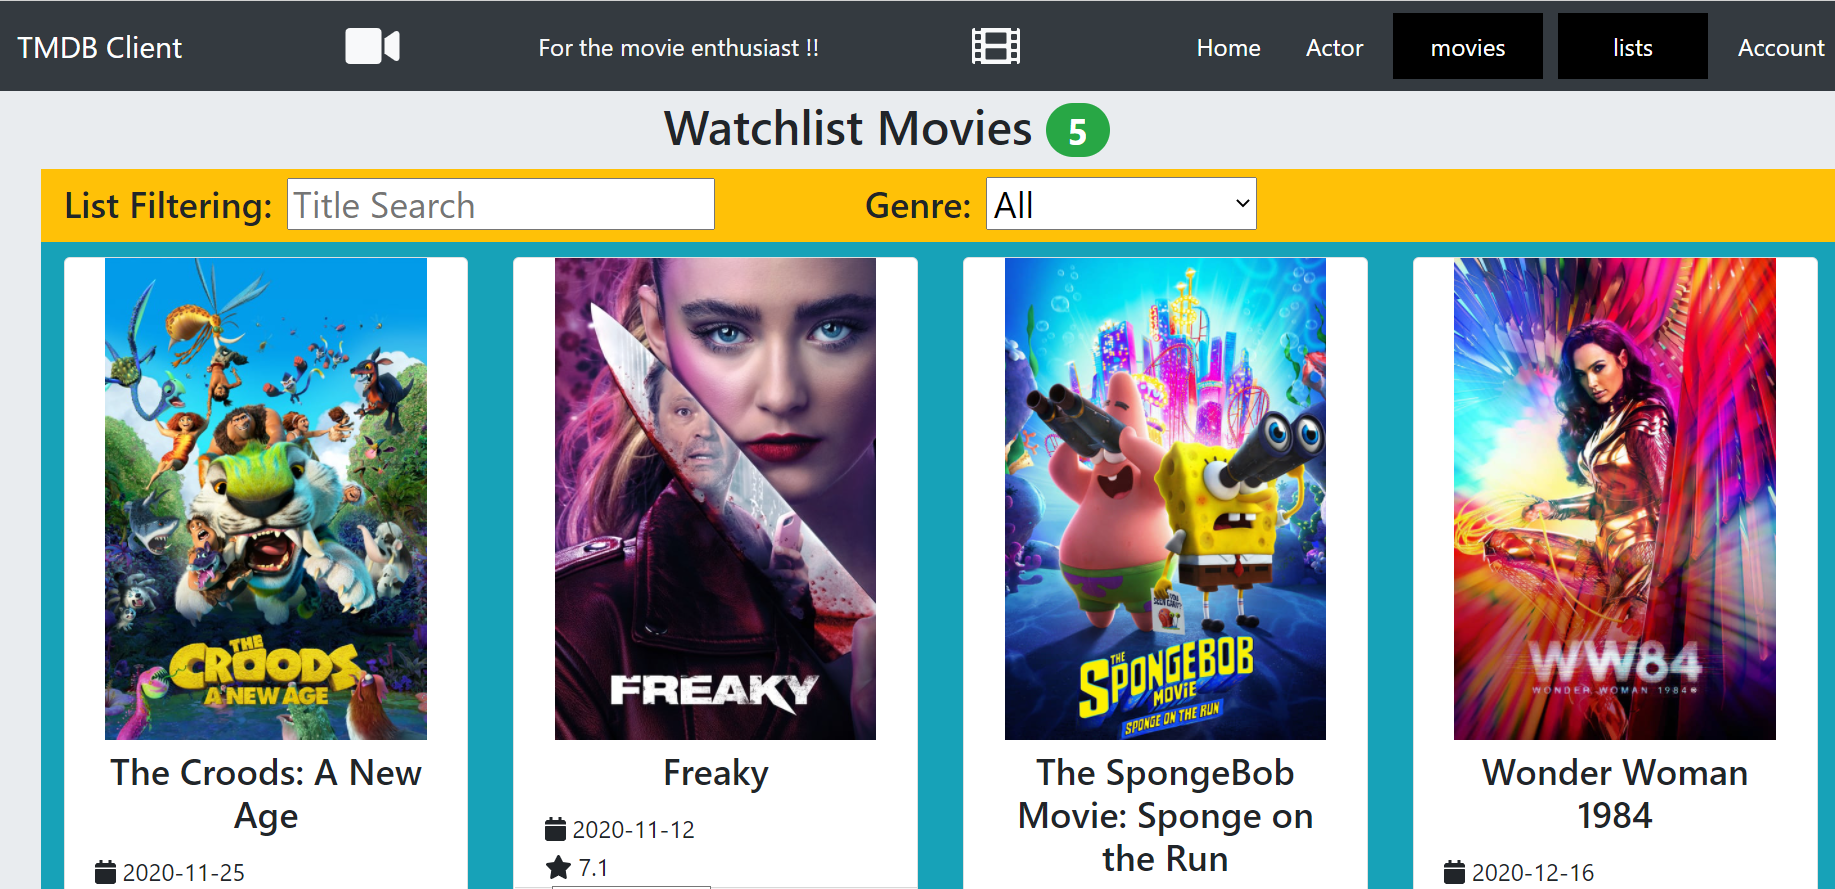 TMDB Client
For the movie enthusiast !!
Home
Actor
movies
lists
Account
Watchlist Movies 5
List Filtering:
Title Search
Genre:
All
THE
CROODS
A NEW AGE
FREAKY
THE
SPONGEBOB
MOVIE
SPONGE ON THE RUN
WW84
WONDER WOMAN 1984
The Croods: A New
Age
2020-11-25
Freaky
2020-11-12
7.1
The SpongeBob
Movie: Sponge on
the Run
Wonder Woman
1984
2020-12-16